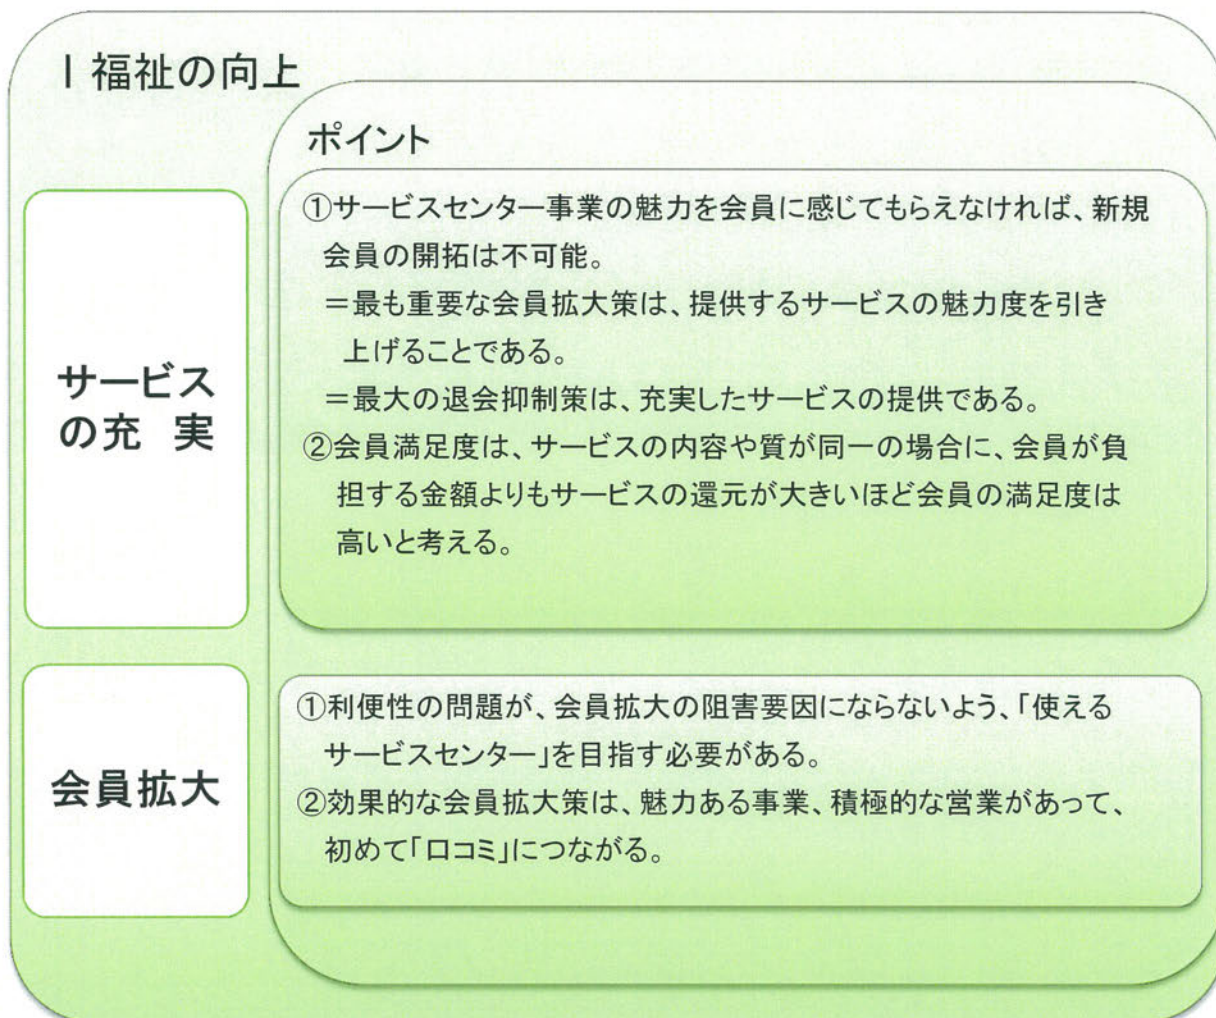 Ⅰ福祉の向上
ポイント
サービス
の充　実
①サービスセンター事業の魅力を会員に感じてもらえなければ、新規
会員の開拓は不可能。
＝最も重要な会員拡大策は、提供するサービスの魅力度を引き
上げることである。
＝最大の退会抑制策は、充実したサービスの提供である。
②会員満足度は、サービスの内容や質が同一の場合に、会員が負
担する金額よりもサービスの還元が大きいほど会員の満足度は
高いと考える。
会員拡大
①利便性の問題が、会員拡大の阻害要因にならないよう、「使える
サービスセンター」を目指す必要がある。
②効果的な会員拡大策は、魅力ある事業、積極的な営業があって、
初めて「口コミ」につながる。